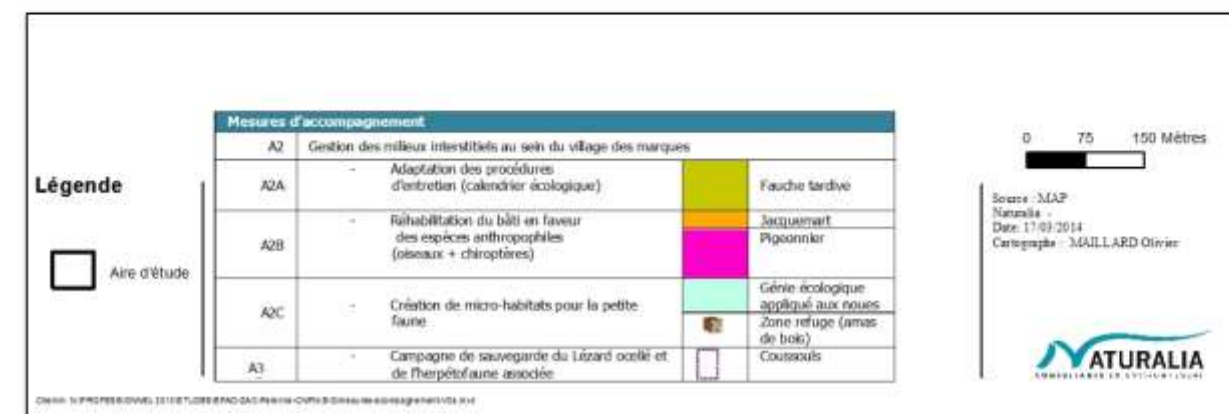 Mesures d'accompagnement
A2 Gestion des milieux interstitiels au sein du village des marques
Légende
Aire d'étude
A2A - Adaptation des procédures
d'entretien (calendrier écologique)
Fauche tardive
A2B - Réhabilitation du bâti en faveur
des espèces anthropophiles
(oiseaux + chiroptères)
Jacquemart
Pigeonnier
A2C - Création de micro-habitats pour la petite
faune
Génie écologique
appliqué aux noues
Zone refuge (amas
de bois)
A3 - Campagne de sauvegarde du Lézard ocellé et
de l'herpétofaune associée
Coussouls
0 75 150 Mètres
Source : MAP
Naturalia -
Date: 17/03/2014
Cartographe : MAILLARD Olivier
NATURALIA